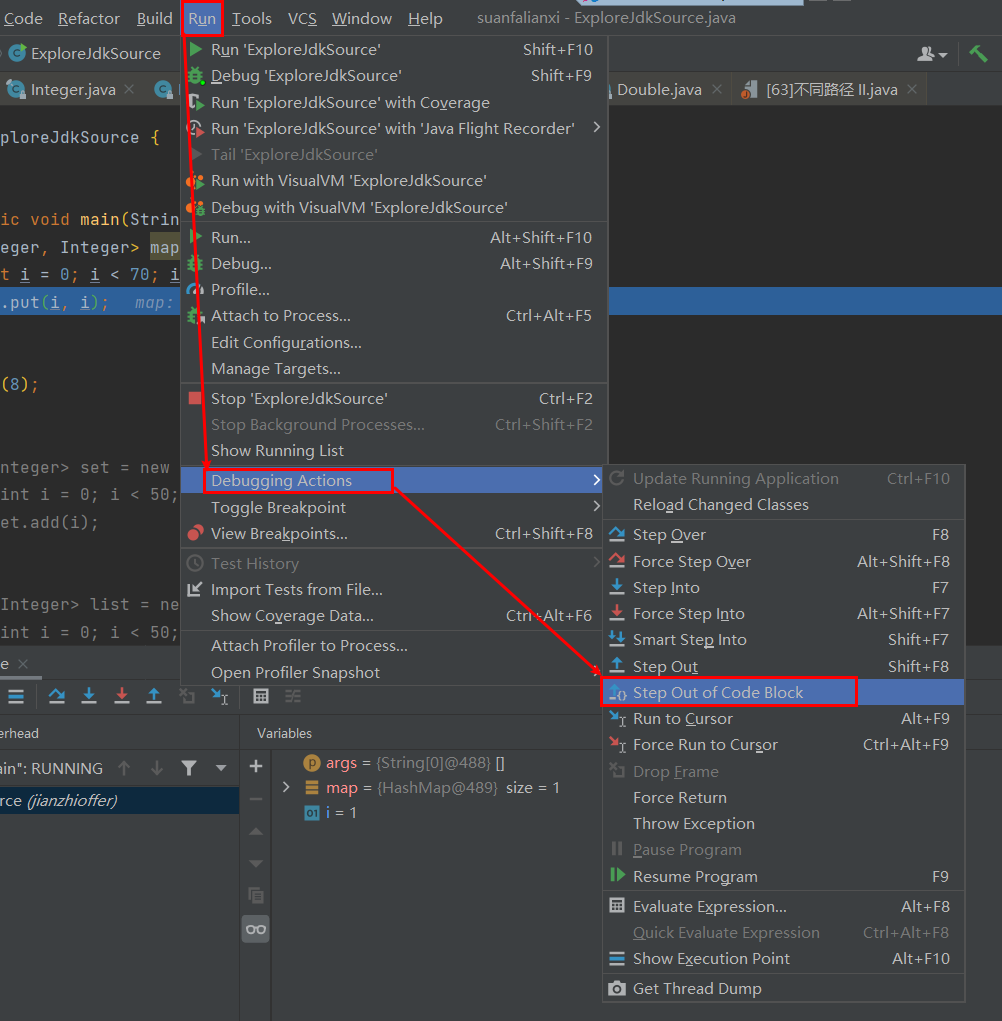 Code Refactor Build Run Tools VCS Window Help suanfalianxi - ExploreJdkSource.java
ExploreJdkSource
Integer.java Double.java [63]不同路径 II.java
Run 'ExploreJdkSource' Shift+F10
Debug 'ExploreJdkSource' Shift+F9
Run 'ExploreJdkSource' with Coverage
Run 'ExploreJdkSource' with 'Java Flight Recorder'
Tail 'ExploreJdkSource'
Run with VisualVM 'ExploreJdkSource'
Debug with VisualVM 'ExploreJdkSource'
Run... Alt+Shift+F10
Debug... Alt+Shift+F9
Profile...
Attach to Process... Ctrl+Alt+F5
Edit Configurations...
Manage Targets...
Stop 'ExploreJdkSource' Ctrl+F2
Stop Background Processes... Ctrl+Shift+F2
Show Running List
Debugging Actions
Toggle Breakpoint
View Breakpoints... Ctrl+Shift+F8
Test History
Import Tests from File...
Show Coverage Data... Ctrl+Alt+F6
Attach Profiler to Process...
Open Profiler Snapshot
ploreJdkSource {
ic void main(Strin
eger, Integer> map
t i = 0; i < 70; i
.put(i, i); map:
(8);
nteger> set = new
int i = 0; i < 50;
et.add(i);
Integer> list = ne
int i = 0; i < 50;
Update Running Application Ctrl+F10
Reload Changed Classes
Step Over F8
Force Step Over Alt+Shift+F8
Step Into F7
Force Step Into Alt+Shift+F7
Smart Step Into Shift+F7
Step Out Shift+F8
Step Out of Code Block
Run to Cursor Alt+F9
Force Run to Cursor Ctrl+Alt+F9
Drop Frame
Force Return
Throw Exception
Pause Program
Resume Program F9
Evaluate Expression... Alt+F8
Quick Evaluate Expression Ctrl+Alt+F8
Show Execution Point Alt+F10
Get Thread Dump
e
erhead Variables
ain": RUNNING
rce (jianzhioffer)
args = {String[0]@488} []
map = {HashMap@489} size = 1
i = 1